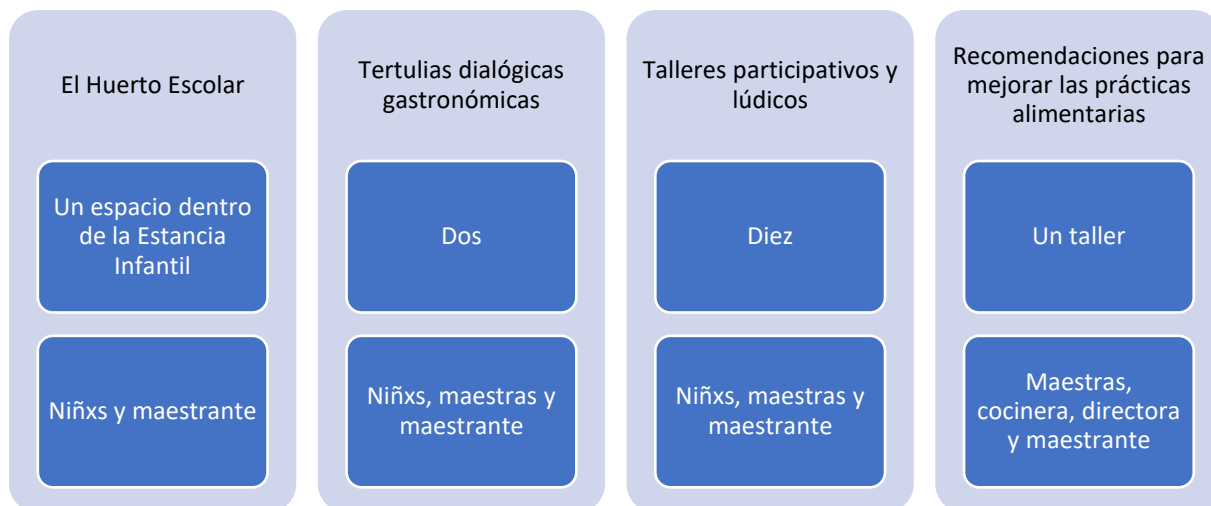 El Huerto Escolar
Un espacio dentro
de la Estancia
Infantil
Niñxs y maestrante
Tertulias dialógicas
gastronómicas
Dos
Niñxs, maestras y
maestrante
Talleres participativos y
lúdicos
Diez
Niñxs, maestras y
maestrante
Recomendaciones para
mejorar las prácticas
alimentarias
Un taller
Maestras,
cocinera, directora
y maestrante